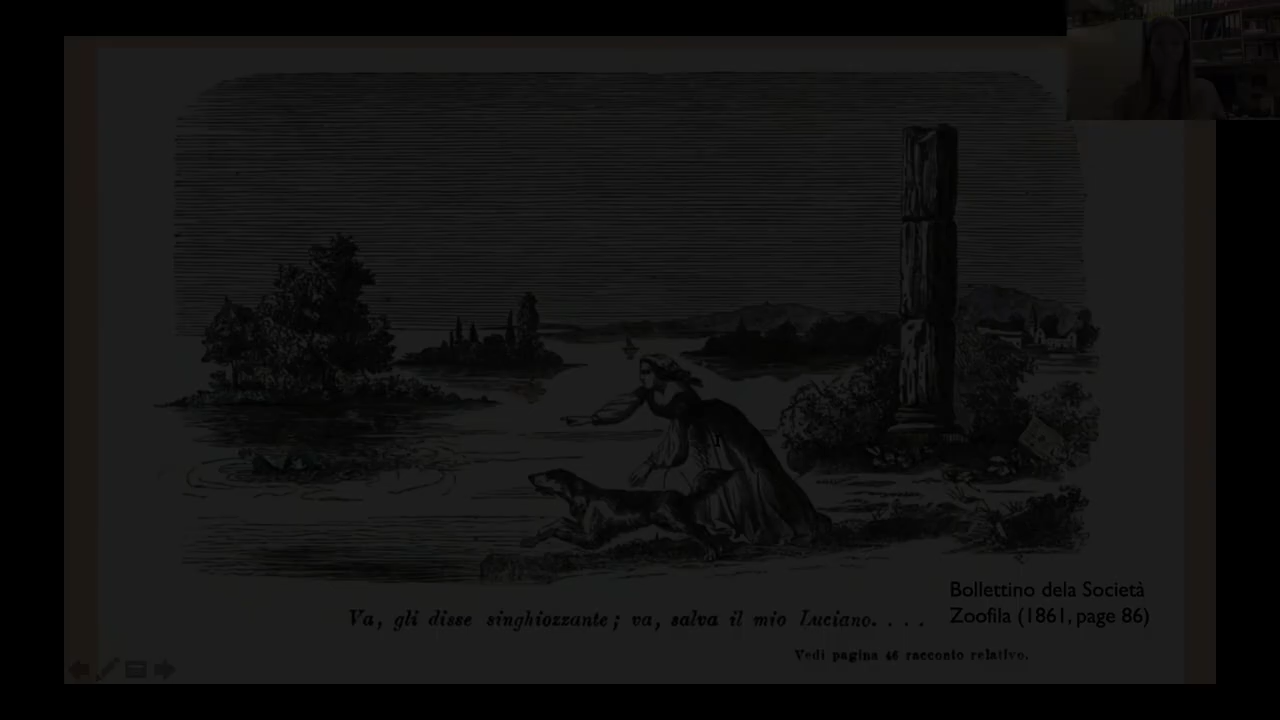 Va, gli disse singhiozzante; va, salva il mio Luciano. . . .
Bollettino dela Società
Zoofila (1861, page 86)
Vedi pagina 46 racconto relativo.